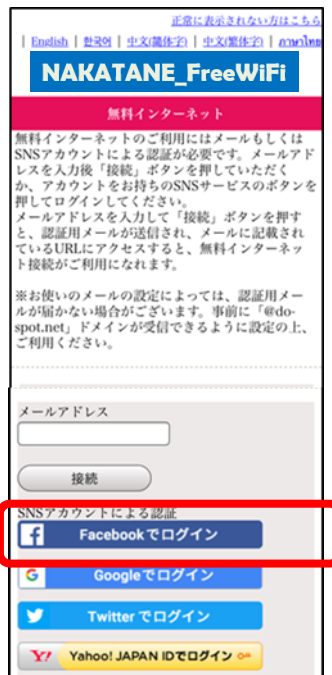 正常に表示されない方はこちら
| English | 한국어 | 中文(簡体字) | 中文(繁体字) | ภาษาไทย
NAKATANE_FreeWiFi
無料インターネット
無料インターネットのご利用にはメールもしくは
SNSアカウントによる認証が必要です。メールアド
レスを入力後「接続」ボタンを押していただく
か、アカウントをお持ちのSNSサービスのボタンを
押してログインしてください。
メールアドレスを入力して「接続」ボタンを押す
と、認証用メールが送信され、メールに記載され
ているURLにアクセスすると、無料インターネッ
ト接続がご利用になれます。
※お使いのメールの設定によっては、認証用メー
ルが届かない場合がございます。事前に「@do-
spot.net」ドメインが受信できるように設定の上、
ご利用ください。
メールアドレス
接続
SNSアカウントによる認証
f Facebookでログイン
G Googleでログイン
Twitter でログイン
Y! Yahoo! JAPAN IDでログイン